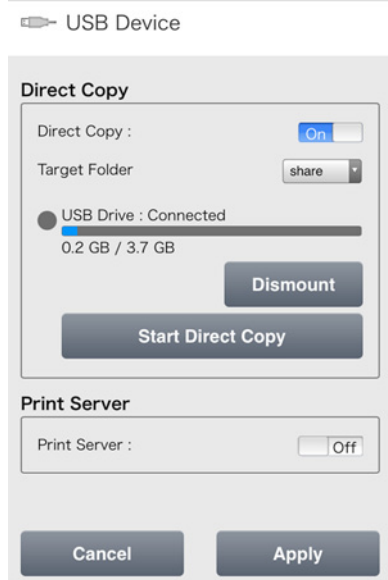 USB Device
Direct Copy
Direct Copy : On
Target Folder share
USB Drive : Connected
0.2 GB / 3.7 GB
Dismount
Start Direct Copy
Print Server
Print Server : Off
Cancel Apply